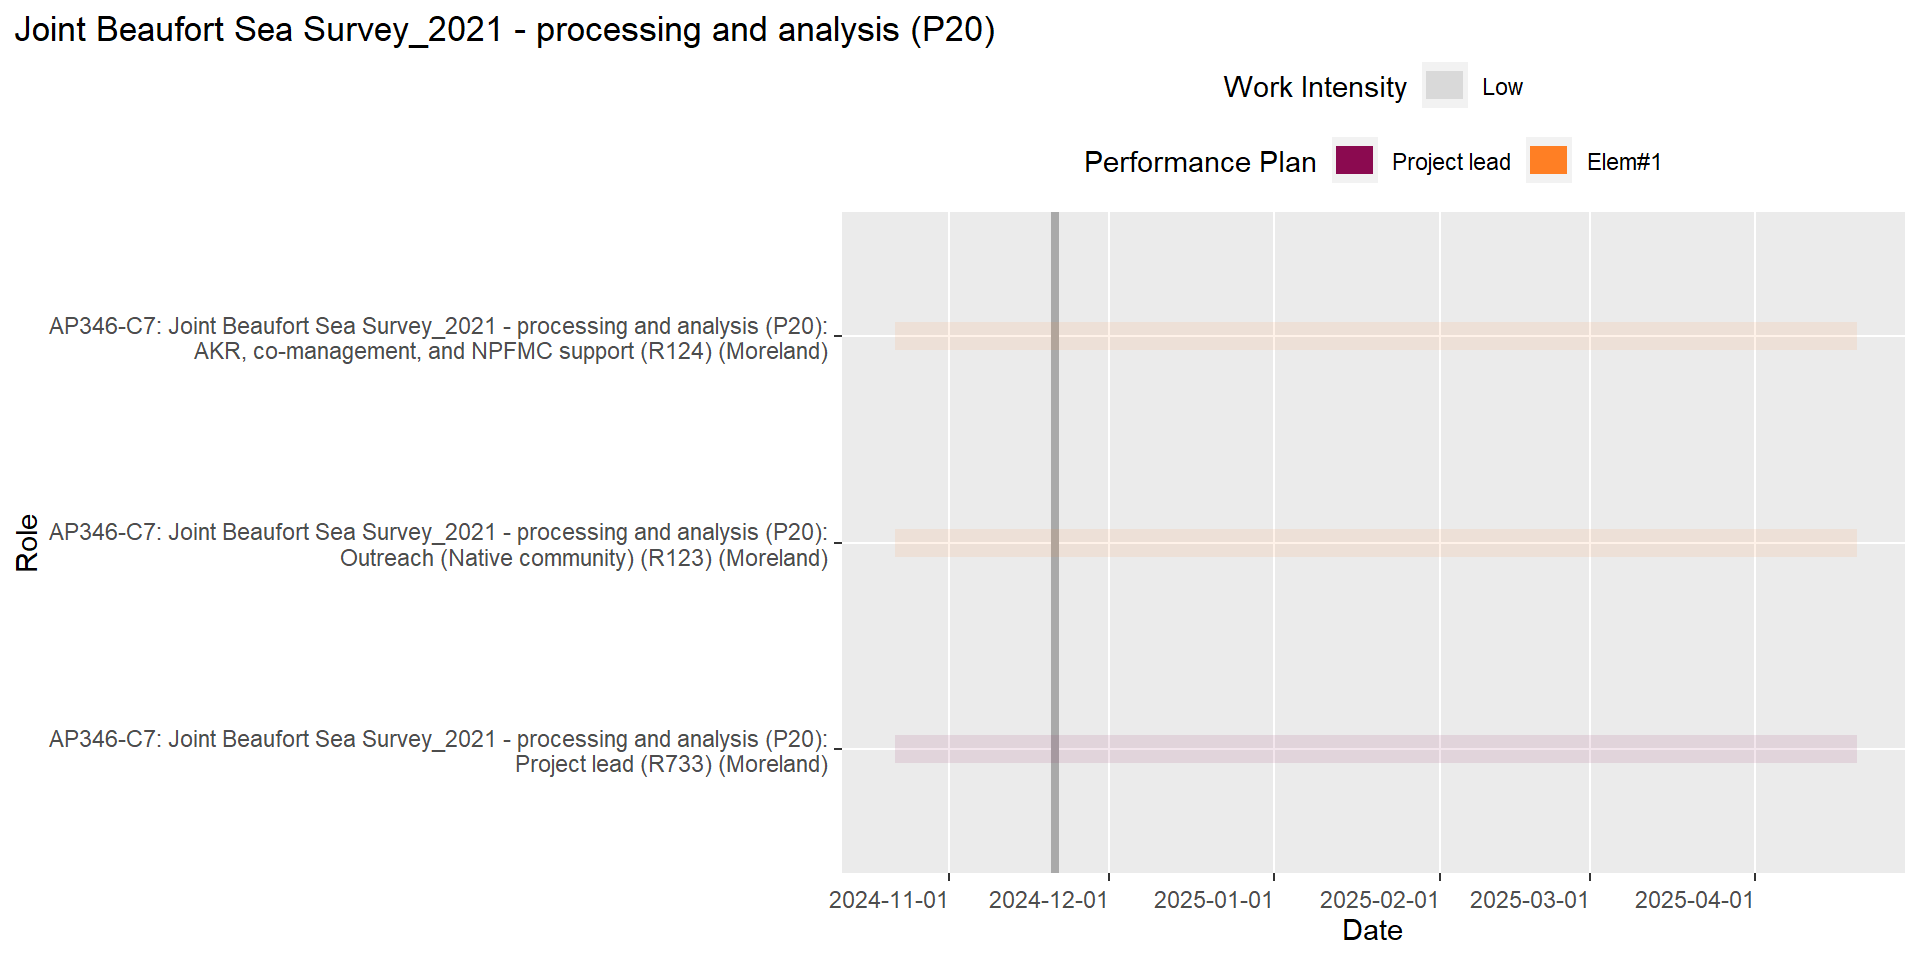 Joint Beaufort Sea Survey_2021 - processing and analysis (P20)
Work Intensity Low
Performance Plan Project lead Elem#1
AP346-C7: Joint Beaufort Sea Survey_2021 - processing and analysis (P20):
AKR, co-management, and NPFMC support (R124) (Moreland)
Role
AP346-C7: Joint Beaufort Sea Survey_2021 - processing and analysis (P20):
Outreach (Native community) (R123) (Moreland)
AP346-C7: Joint Beaufort Sea Survey_2021 - processing and analysis (P20):
Project lead (R733) (Moreland)
2024-11-01 2024-12-01 2025-01-01 2025-02-01 2025-03-01 2025-04-01
Date